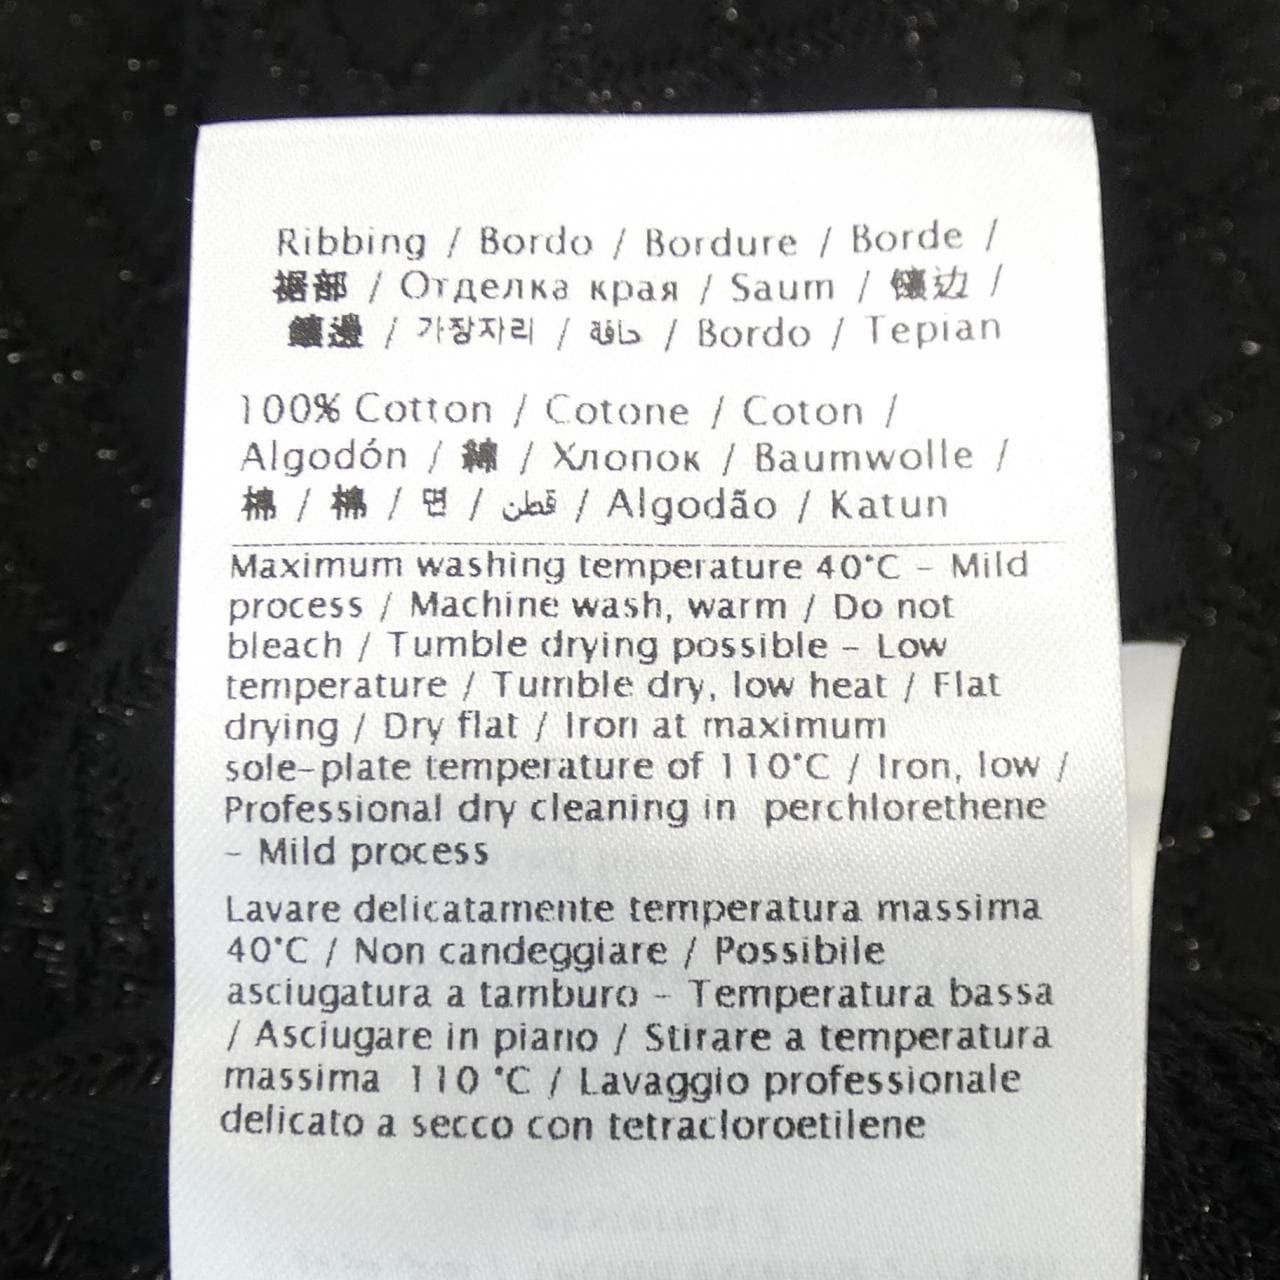 Ribbing / Bordo / Bordure / Borde /
裾部 / Отделка края / Saum / 镶边 /
鑲邊 / 가장자리 / حافة / Bordo / Tepian
100% Cotton / Cotone / Coton /
Algodón / 綿 / Хлопок / Baumwolle /
棉 / 棉 / 면 / قطن / Algodão / Katun
Maximum washing temperature 40°C – Mild
process / Machine wash, warm / Do not
bleach / Tumble drying possible – Low
temperature / Tumble dry, low heat / Flat
drying / Dry flat / Iron at maximum
sole-plate temperature of 110°C / Iron, low /
Professional dry cleaning in perchlorethene
– Mild process
Lavare delicatamente temperatura massima
40°C / Non candeggiare / Possibile
asciugatura a tamburo – Temperatura bassa
/ Asciugare in piano / Stirare a temperatura
massima 110 °C / Lavaggio professionale
delicato a secco con tetracloroetilene